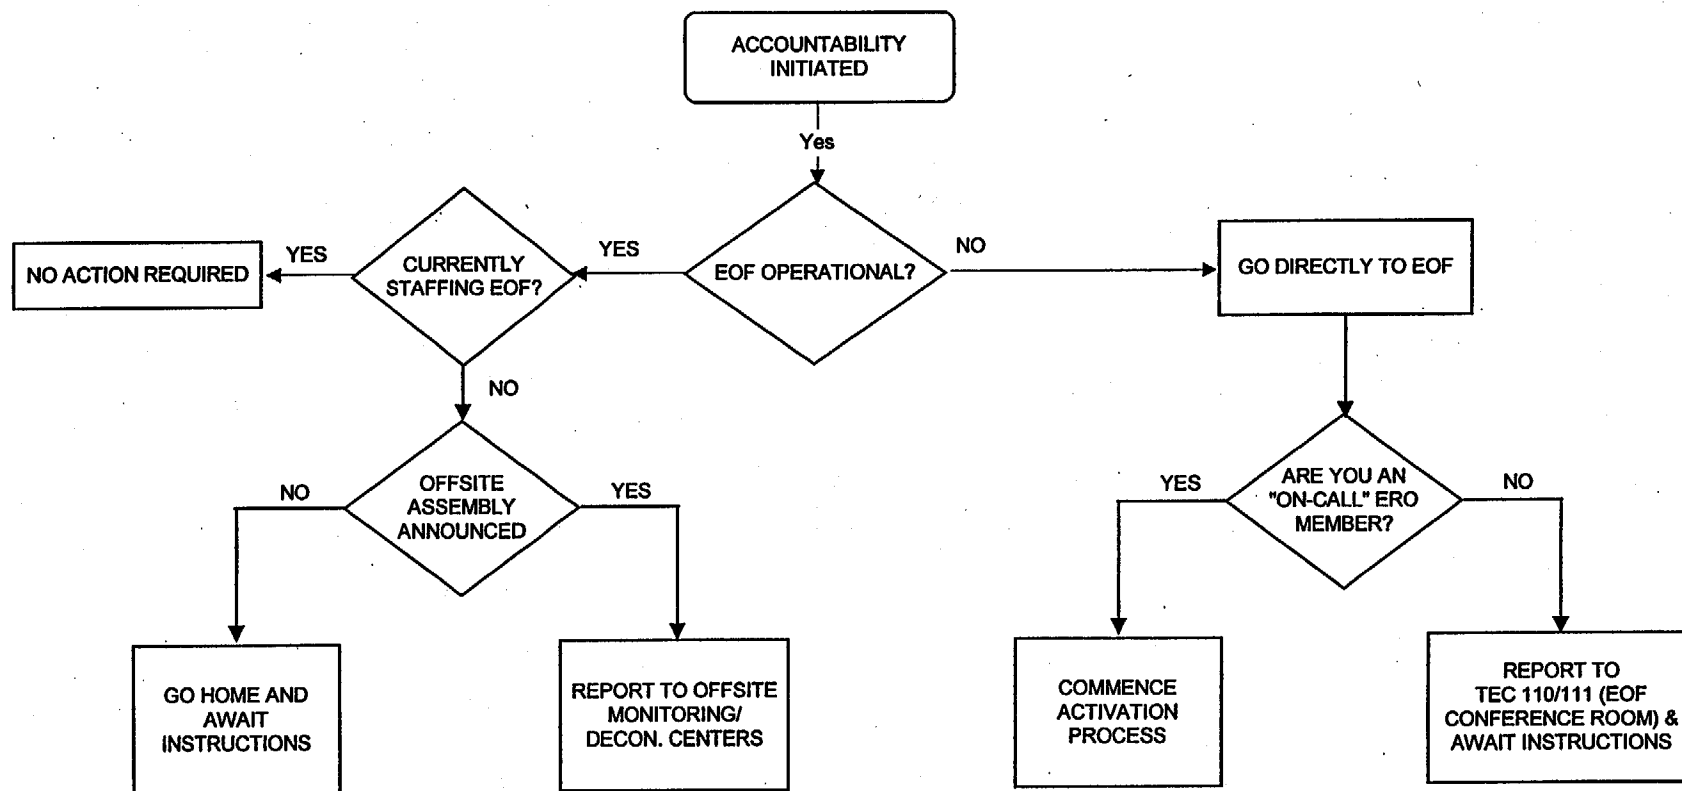 ACCOUNTABILITY
INITIATED
Yes
EOF OPERATIONAL?
YES
NO
CURRENTLY
STAFFING EOF?
YES
NO ACTION REQUIRED
NO
OFFSITE
ASSEMBLY
ANNOUNCED
NO
YES
GO HOME AND
AWAIT
INSTRUCTIONS
REPORT TO OFFSITE
MONITORING/
DECON. CENTERS
GO DIRECTLY TO EOF
ARE YOU AN
"ON-CALL" ERO
MEMBER?
YES
NO
COMMENCE
ACTIVATION
PROCESS
REPORT TO
TEC 110/111 (EOF
CONFERENCE ROOM) &
AWAIT INSTRUCTIONS